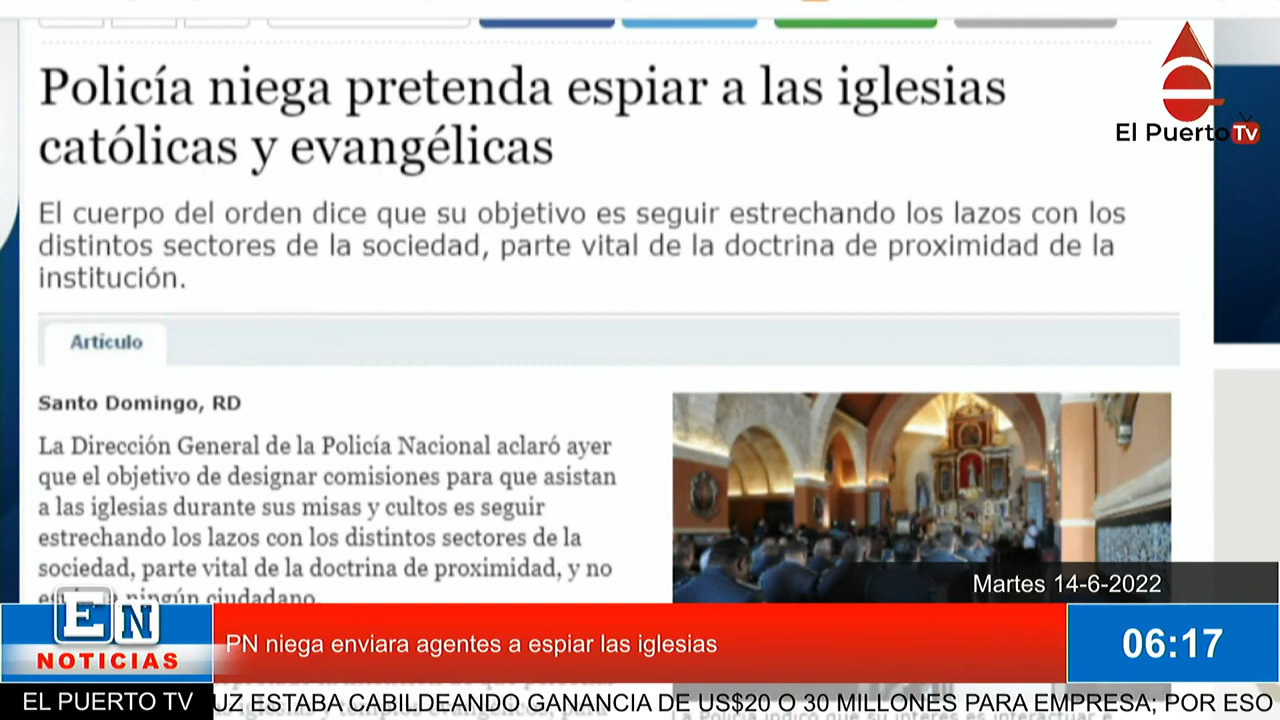 Policía niega pretenda espiar a las iglesias
católicas y evangélicas
El Puerto Tv
El cuerpo del orden dice que su objetivo es seguir estrechando los lazos con los
distintos sectores de la sociedad, parte vital de la doctrina de proximidad de la
institución.
Artículo
Santo Domingo, RD
La Dirección General de la Policía Nacional aclaró ayer
que el objetivo de designar comisiones para que asistan
a las iglesias durante sus misas y cultos es seguir
estrechando los lazos con los distintos sectores de la
sociedad, parte vital de la doctrina de proximidad, y no
ningún ciudadano.
Martes 14-6-2022
EN
NOTICIAS
PN niega enviara agentes a espiar las iglesias
06:17
EL PUERTO TV
UZ ESTABA CABILDEANDO GANANCIA DE US$20 O 30 MILLONES PARA EMPRESA; POR ESO